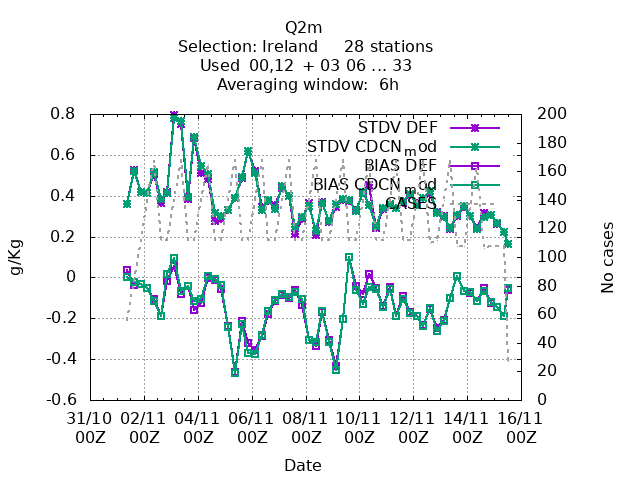 Q2m
Selection: Ireland 28 stations
Used 00,12 + 03 06 ... 33
Averaging window: 6h
0.8
0.6
0.4
0.2
0
-0.2
-0.4
-0.6
g/Kg
STDV DEF
STDV CDCN_mod
BIAS DEF
BIAS CDCN_mod
CASES
200
180
160
140
120
100
80
60
40
20
0
No cases
31/10 02/11 04/11 06/11 08/11 10/11 12/11 14/11 16/11
00Z 00Z 00Z 00Z 00Z 00Z 00Z 00Z 00Z
Date